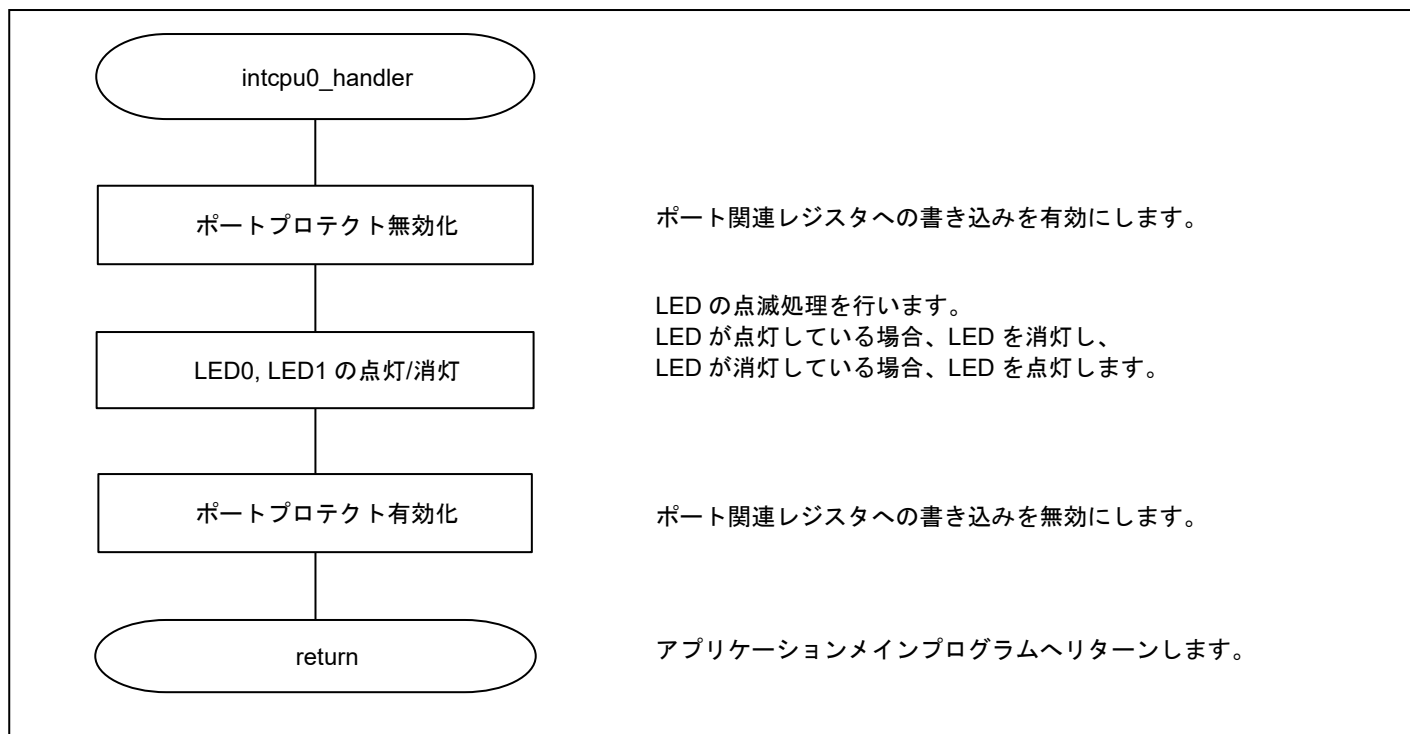 intcpu0_handler
ポートプロテクト無効化
ポート関連レジスタへの書き込みを有効にします。
LED の点滅処理を行います。
LED が点灯している場合、LED を消灯し、
LED が消灯している場合、LED を点灯します。
LED0, LED1 の点灯/消灯
ポートプロテクト有効化
ポート関連レジスタへの書き込みを無効にします。
return
アプリケーションメインプログラムへリターンします。